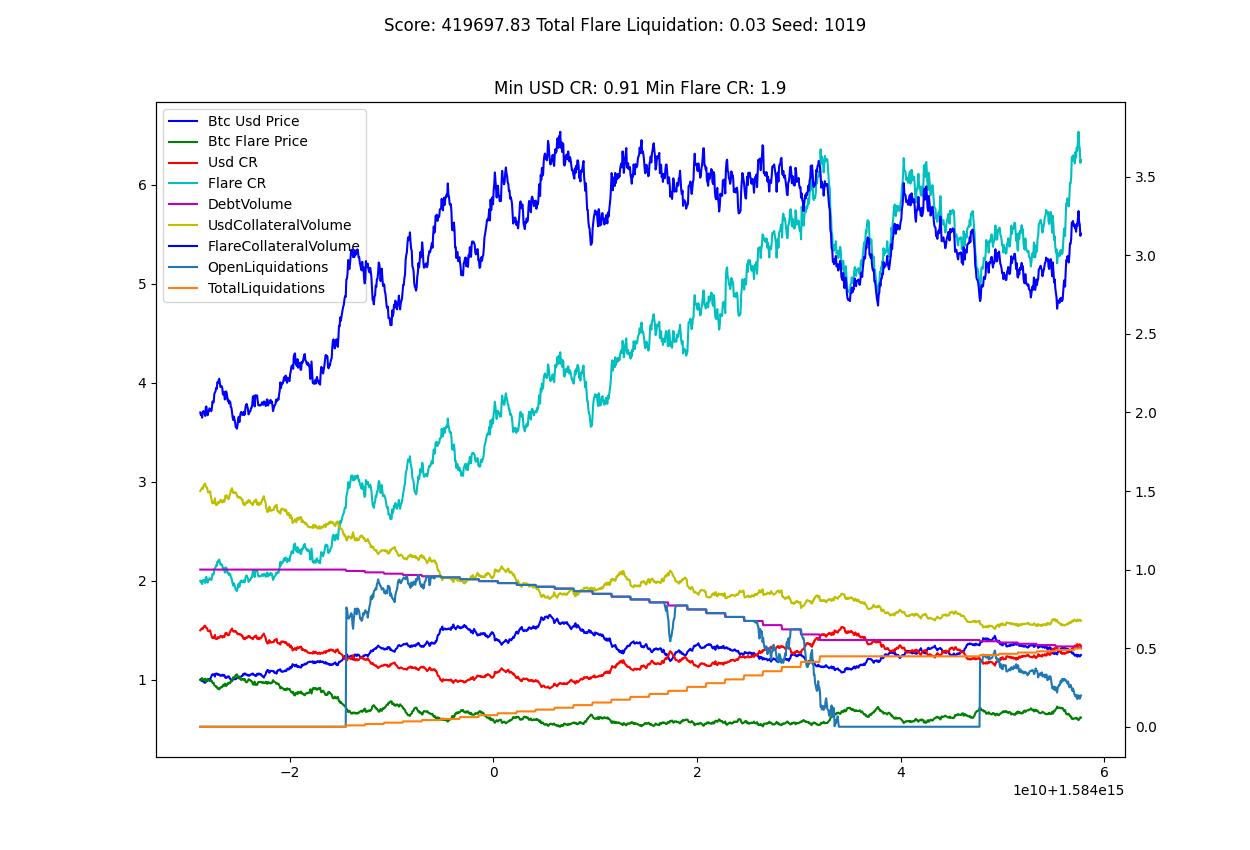 Score: 419697.83 Total Flare Liquidation: 0.03 Seed: 1019
Min USD CR: 0.91 Min Flare CR: 1.9
Btc Usd Price
Btc Flare Price
Usd CR
Flare CR
DebtVolume
UsdCollateralVolume
FlareCollateralVolume
OpenLiquidations
TotalLiquidations
6
5
4
3
2
1
3.5
3.0
2.5
2.0
1.5
1.0
0.5
0.0
−2 0 2 4 6
1e10+1.584e15